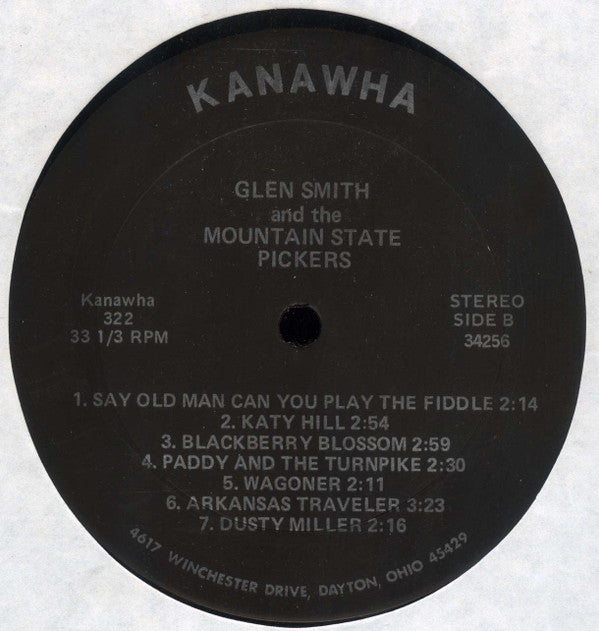 KANAWHA
GLEN SMITH
and the
MOUNTAIN STATE
PICKERS
Kanawha
322
33 1/3 RPM
STEREO
SIDE B
34256
1. SAY OLD MAN CAN YOU PLAY THE FIDDLE 2:14
2. KATY HILL 2:54
3. BLACKBERRY BLOSSOM 2:59
4. PADDY AND THE TURNPIKE 2:30
5. WAGONER 2:11
6. ARKANSAS TRAVELER 3:23
7. DUSTY MILLER 2:16
4617 WINCHESTER DRIVE, DAYTON, OHIO 45429